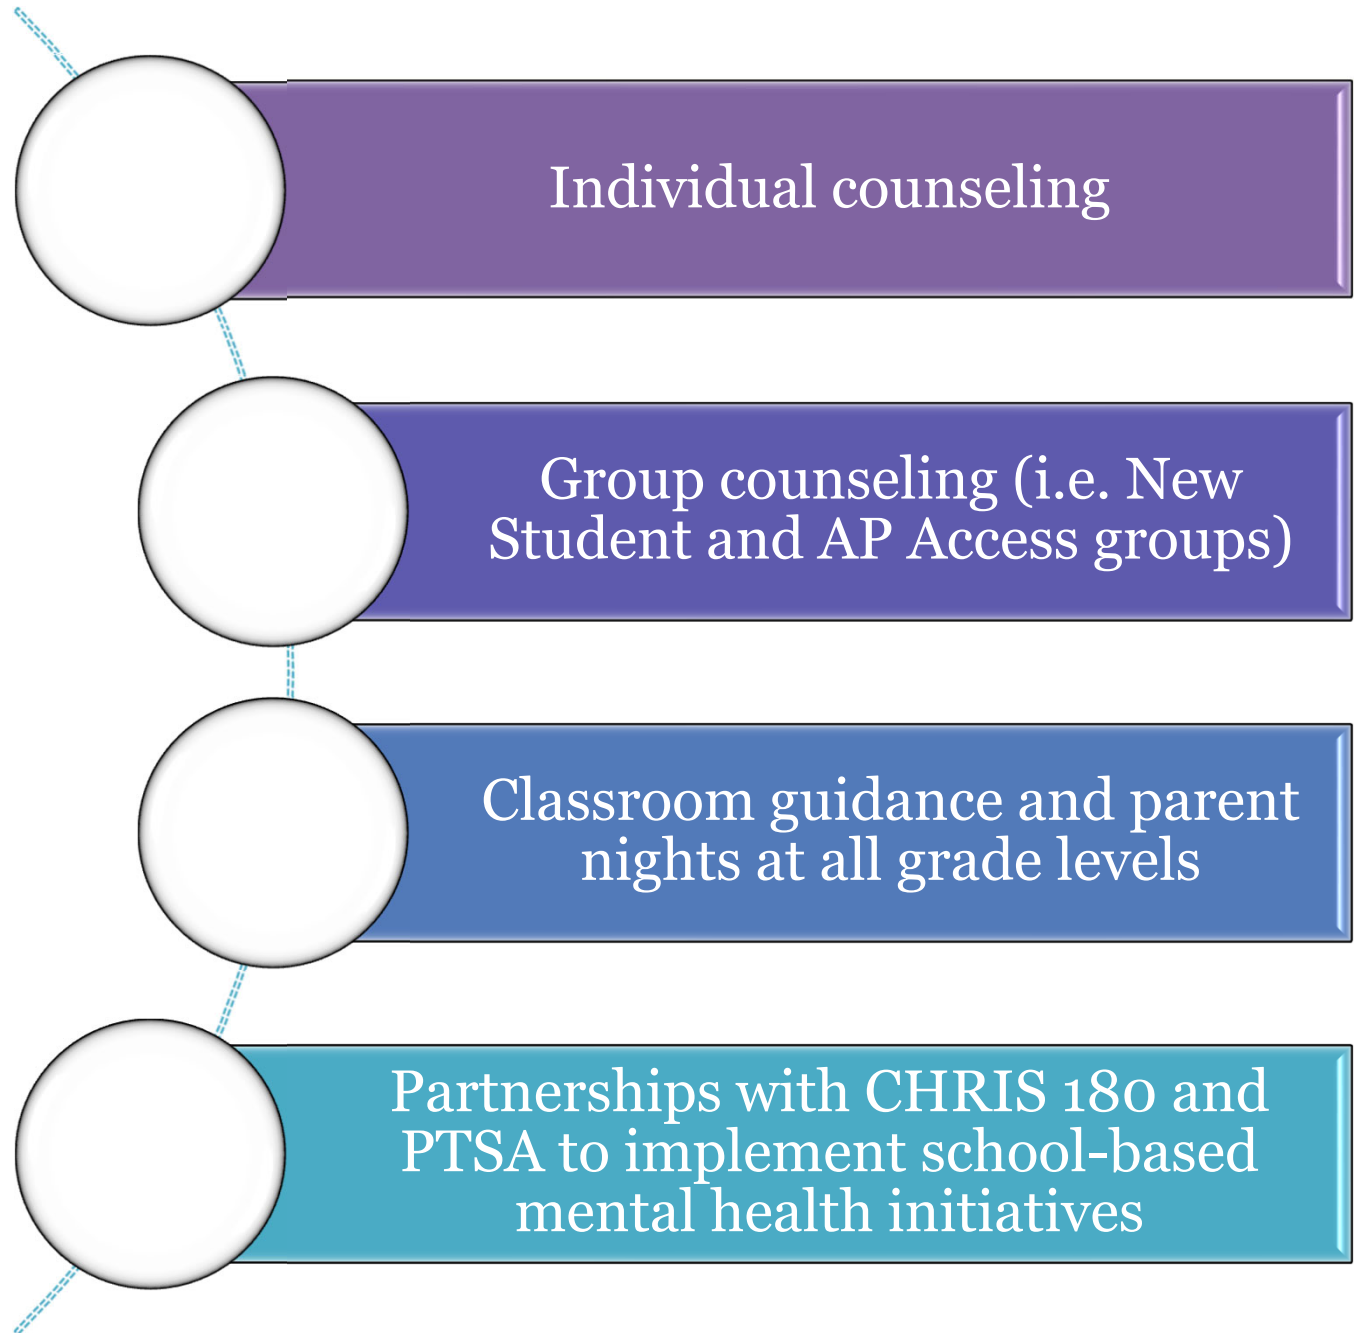 Individual counseling
Group counseling (i.e. New
Student and AP Access groups)
Classroom guidance and parent
nights at all grade levels
Partnerships with CHRIS 180 and
PTSA to implement school-based
mental health initiatives